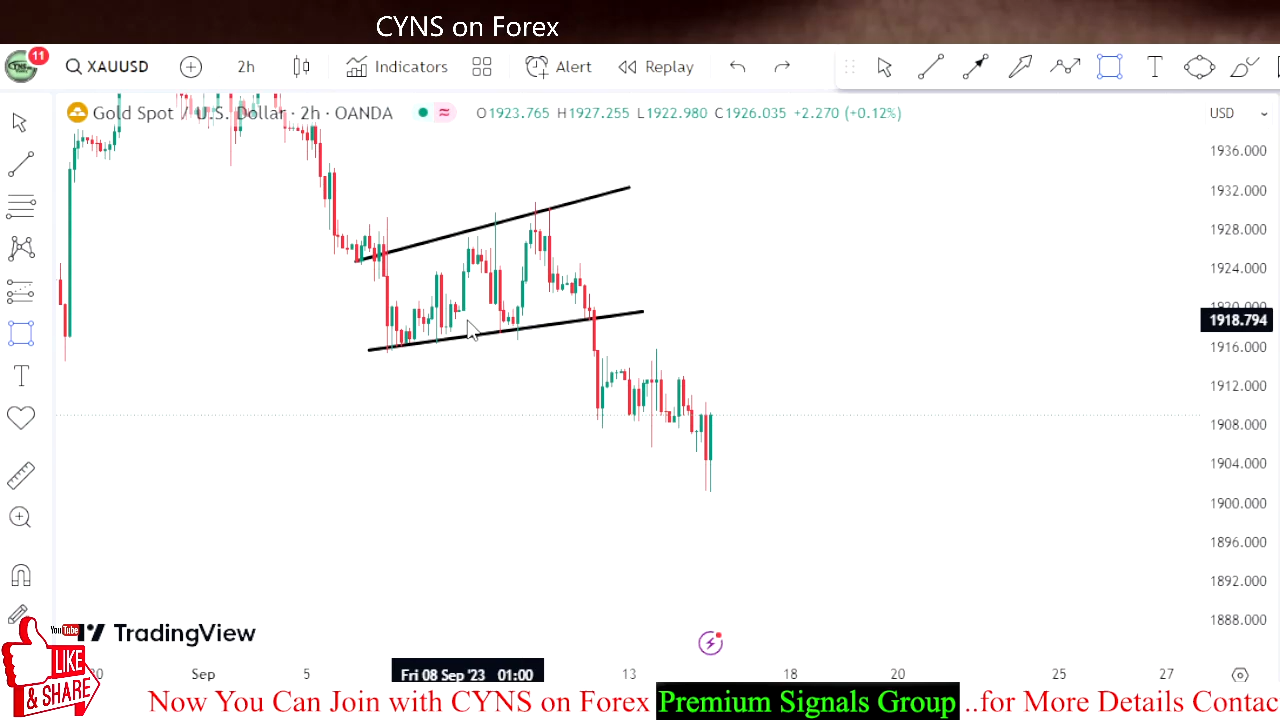 CYNS on Forex
11
XAUUSD 2h Indicators Alert Replay T
Gold Spot / U.S. Dollar · 2h · OANDA O1923.765 H1927.255 L1922.980 C1926.035 +2.270 (+0.12%) USD
1936.000
1932.000
1928.000
1924.000
1920.000
1918.794
1916.000
1912.000
1908.000
1904.000
1900.000
1896.000
1892.000
1888.000
T
TradingView
YouTube
LIKE
& SHARE
Sep 5 Fri 08 Sep '23 01:00 13 18 20 25 27
Now You Can Join with CYNS on Forex Premium Signals Group ..for More Details Contac